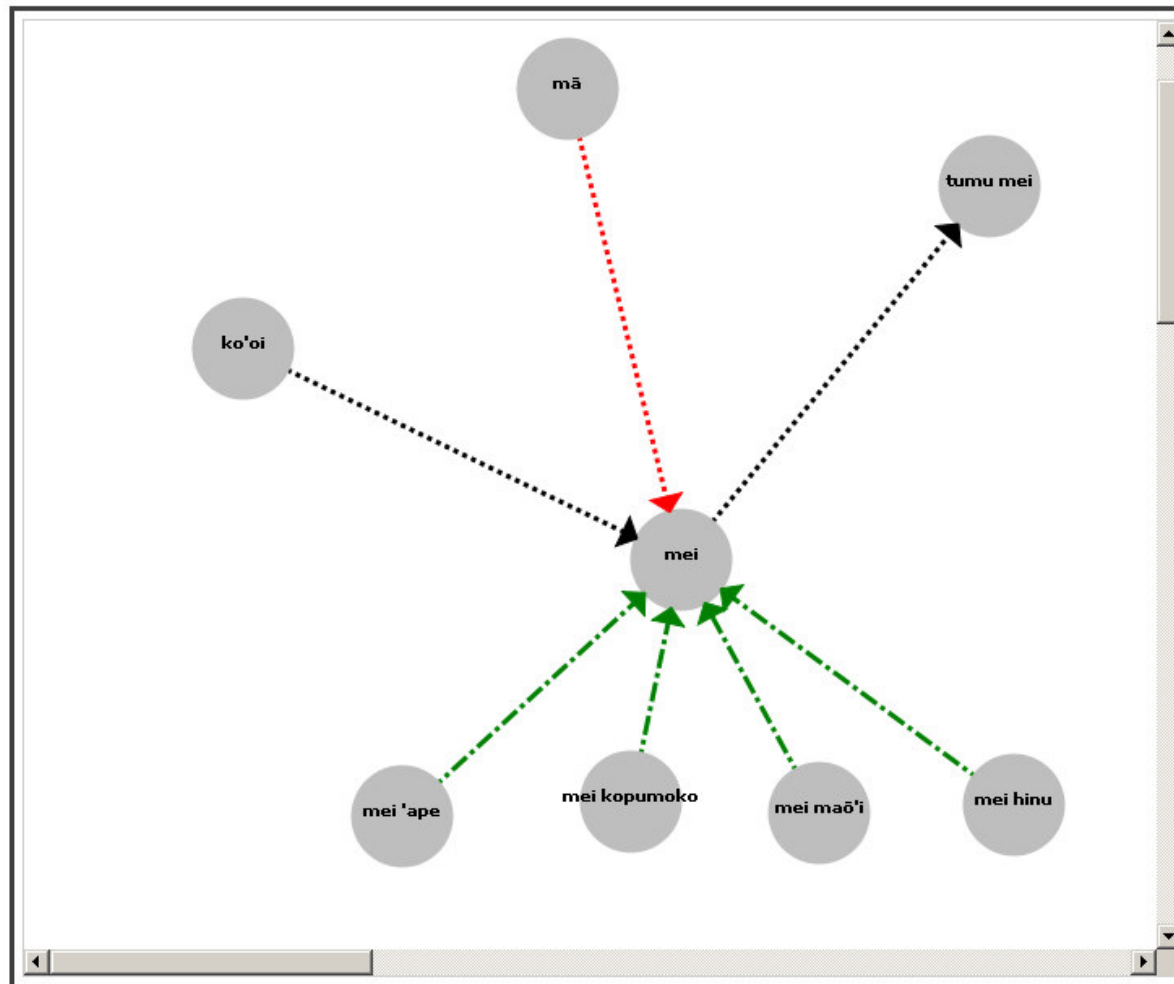 mā
tumu mei
ko'oi
mei
mei 'ape
mei kopumoko
mei maō'i
mei hinu